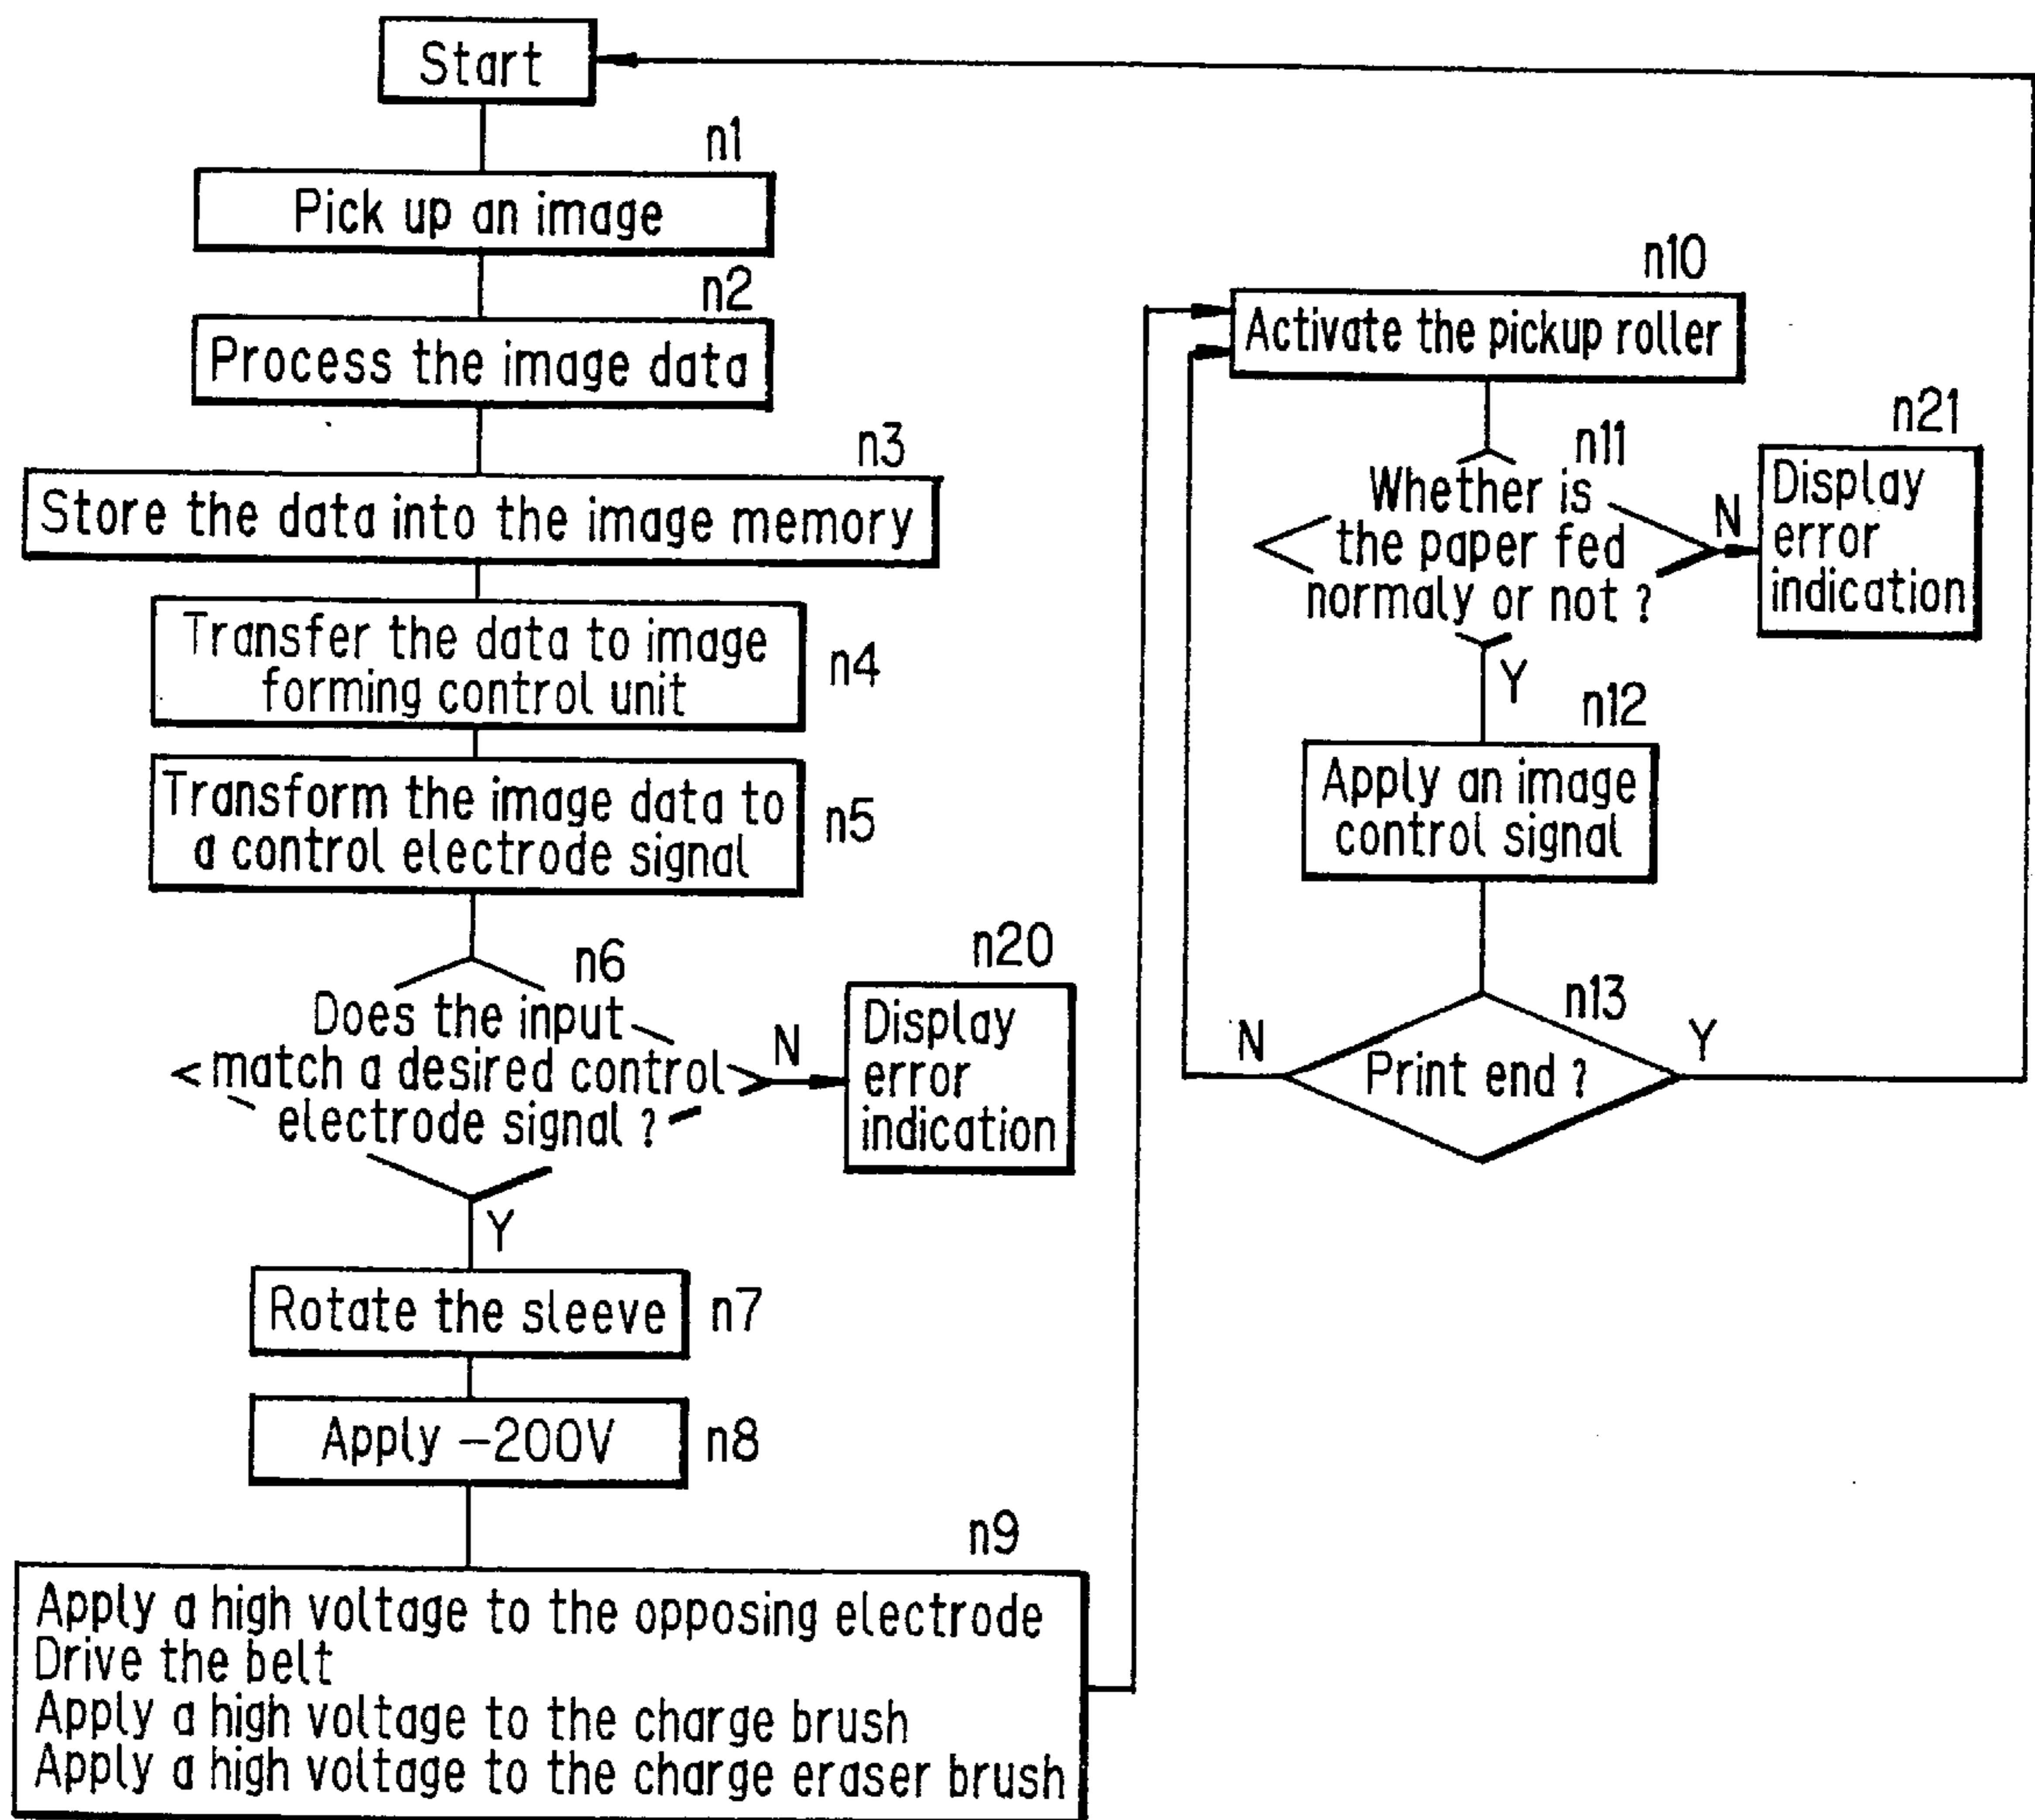 Start
n1
Pick up an image
n2
Process the image data
n3
Store the data into the image memory
Transfer the data to image
forming control unit
n4
Transform the image data to
a control electrode signal
n5
n6
Does the input
match a desired control
electrode signal ?
N
n20
Display
error
indication
Y
Rotate the sleeve
n7
Apply -200V
n8
n9
Apply a high voltage to the opposing electrode
Drive the belt
Apply a high voltage to the charge brush
Apply a high voltage to the charge eraser brush
n10
Activate the pickup roller
n11
Whether is
the paper fed
normaly or not ?
N
n21
Display
error
indication
Y
n12
Apply an image
control signal
n13
Print end ?
N
Y